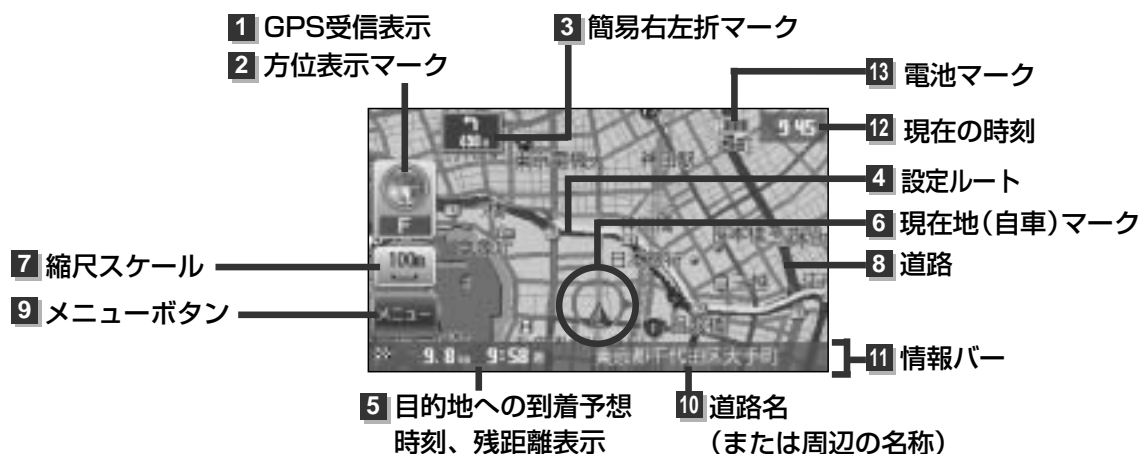 1 GPS受信表示
2 方位表示マーク
3 簡易右左折マーク
13 電池マーク
12 現在の時刻
4 設定ルート
6 現在地(自車)マーク
7 縮尺スケール
8 道路
9 メニューボタン
11 情報バー
5 目的地への到着予想
時刻、残距離表示
10 道路名
(または周辺の名称)
9:45
F
100m
メニュー
9.8
9:58
東京都千代田区大手町